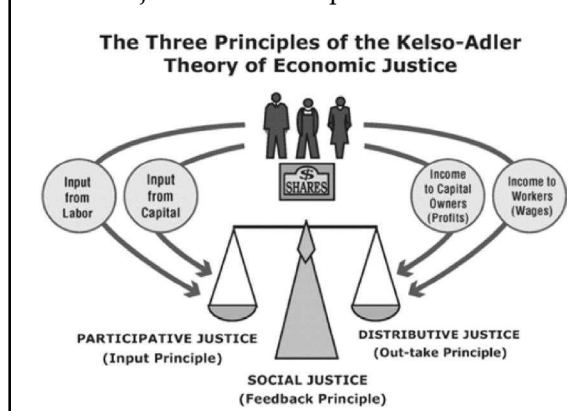 The Three Principles of the Kelso-Adler
Theory of Economic Justice
$
SHARES
Input
from
Labor
Input
from
Capital
Income
to Capital
Owners
(Profits)
Income to
Workers
(Wages)
PARTICIPATIVE JUSTICE
(Input Principle)
DISTRIBUTIVE JUSTICE
(Out-take Principle)
SOCIAL JUSTICE
(Feedback Principle)